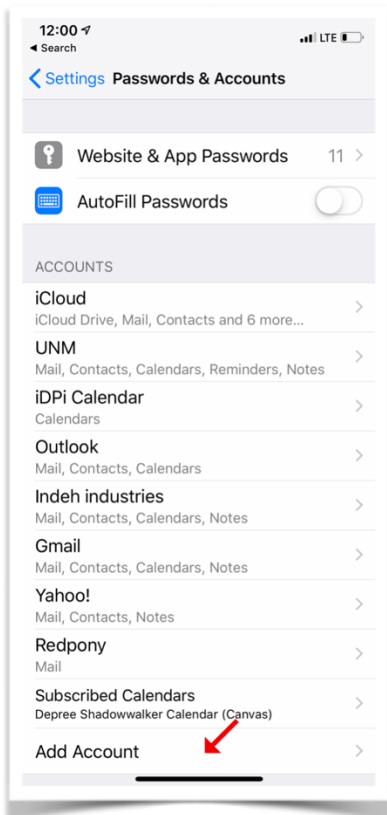 12:00
◀ Search
LTE
Settings Passwords & Accounts
Website & App Passwords 11
AutoFill Passwords
ACCOUNTS
iCloud
iCloud Drive, Mail, Contacts and 6 more...
UNM
Mail, Contacts, Calendars, Reminders, Notes
iDPi Calendar
Calendars
Outlook
Mail, Contacts, Calendars
Indeh industries
Mail, Contacts, Calendars, Notes
Gmail
Mail, Contacts, Calendars, Notes
Yahoo!
Mail, Contacts, Notes
Redpony
Mail
Subscribed Calendars
Depree Shadowwalker Calendar (Canvas)
Add Account